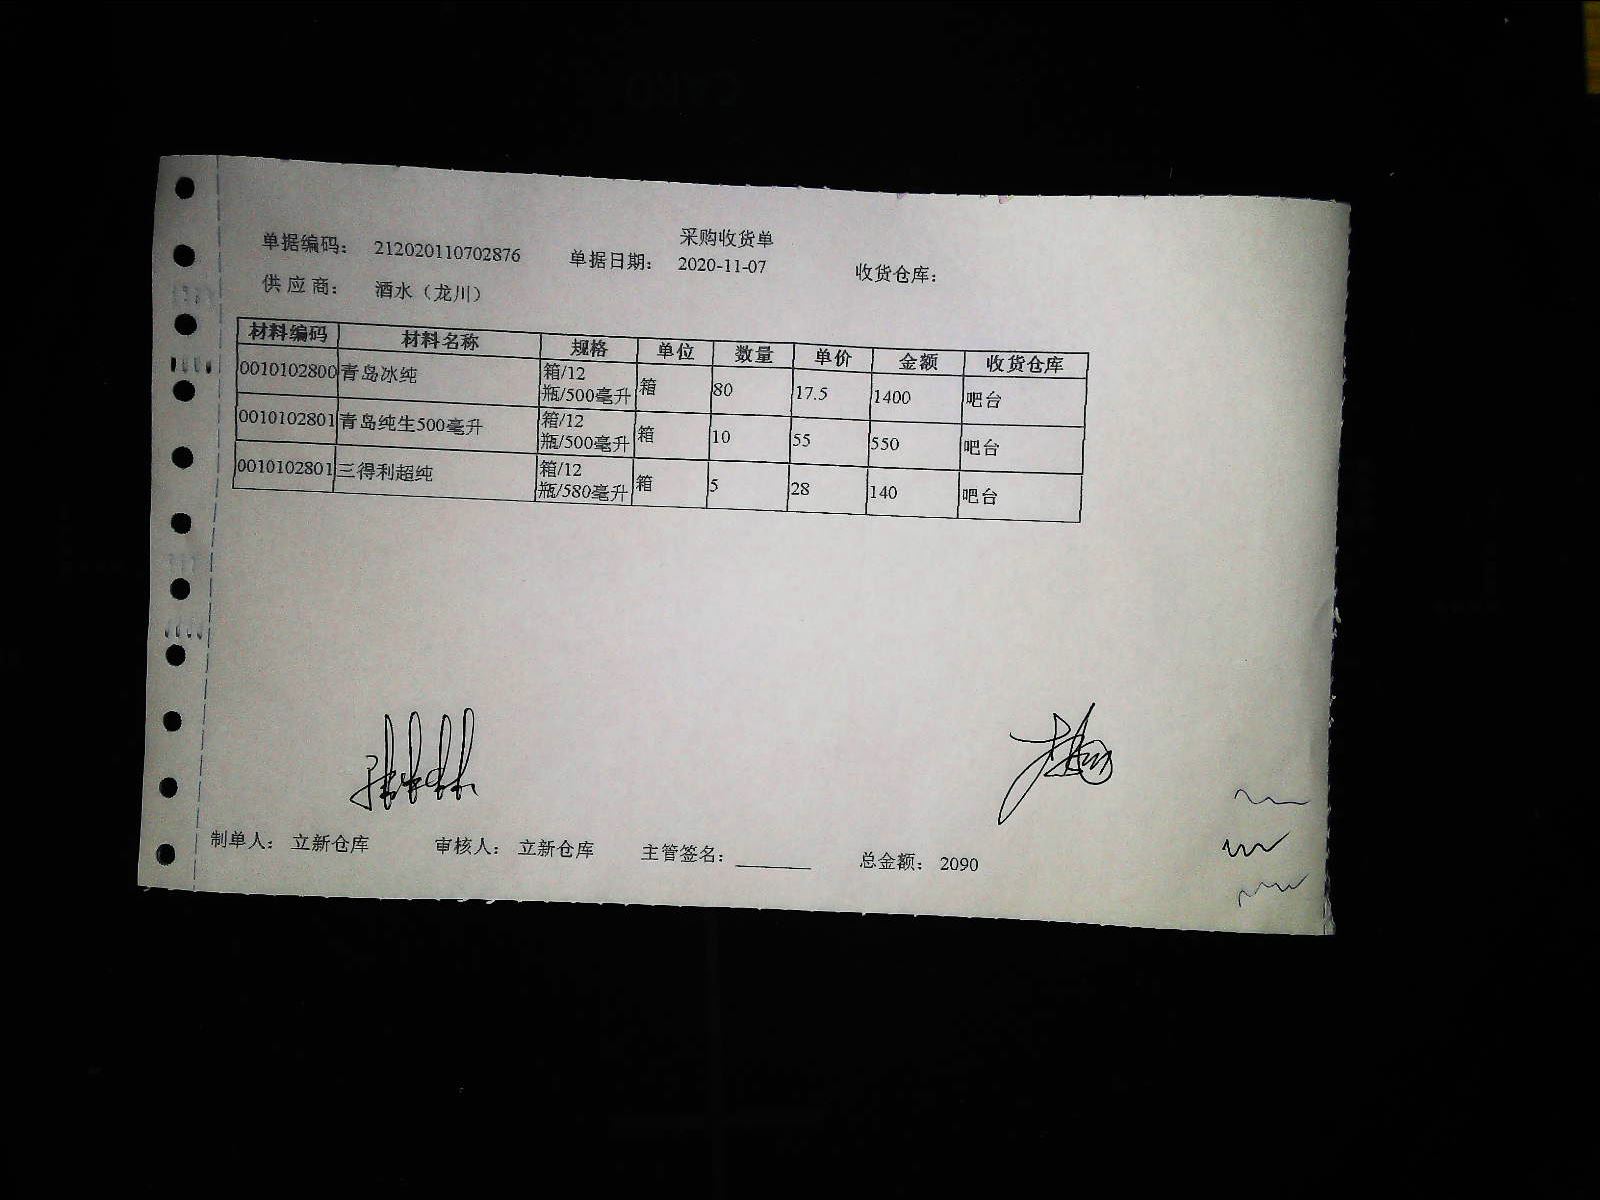 采购收货单
单据编码： 212020110702876 单据日期： 2020-11-07 收货仓库：
供应商： 酒水（龙川）
材料编码 材料名称 规格 单位 数量 单价 金额 收货仓库
0010102800 青岛冰纯 箱/12瓶/500毫升 箱 80 17.5 1400 吧台
0010102801 青岛纯生500毫升 箱/12瓶/500毫升 箱 10 55 550 吧台
0010102801 三得利超纯 箱/12瓶/580毫升 箱 5 28 140 吧台
制单人： 立新仓库 审核人： 立新仓库 主管签名： 总金额： 2090